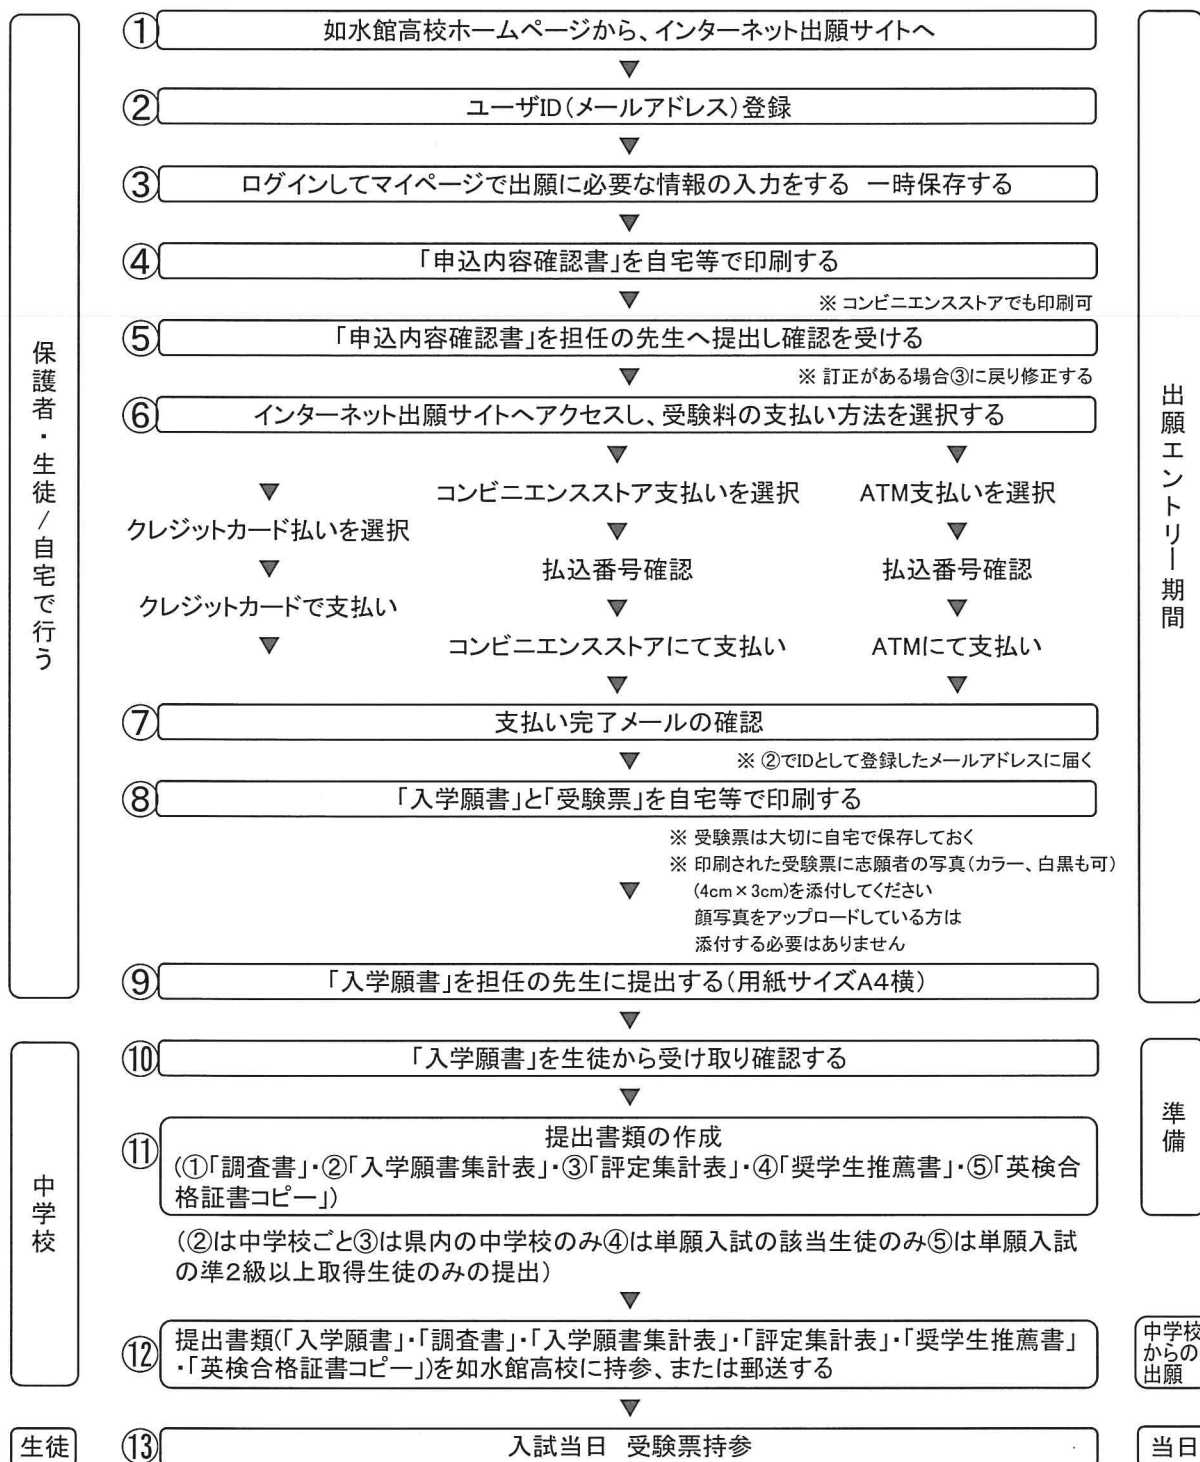 保護者・生徒/自宅で行う
出願エントリー期間
① 如水館高校ホームページから、インターネット出願サイトへ
② ユーザID(メールアドレス)登録
③ ログインしてマイページで出願に必要な情報の入力をする 一時保存する
④ 「申込内容確認書」を自宅等で印刷する
※ コンビニエンスストアでも印刷可
⑤ 「申込内容確認書」を担任の先生へ提出し確認を受ける
※ 訂正がある場合③に戻り修正する
⑥ インターネット出願サイトへアクセスし、受験料の支払い方法を選択する
クレジットカード払いを選択
クレジットカードで支払い
コンビニエンスストア支払いを選択
払込番号確認
コンビニエンスストアにて支払い
ATM支払いを選択
払込番号確認
ATMにて支払い
⑦ 支払い完了メールの確認
※ ②でIDとして登録したメールアドレスに届く
⑧ 「入学願書」と「受験票」を自宅等で印刷する
※ 受験票は大切に自宅で保存しておく
※ 印刷された受験票に志願者の写真(カラー、白黒も可)
(4cm×3cm)を添付してください
顔写真をアップロードしている方は
添付する必要はありません
⑨ 「入学願書」を担任の先生に提出する(用紙サイズA4横)
中学校
準備
⑩ 「入学願書」を生徒から受け取り確認する
⑪ 提出書類の作成
(①「調査書」・②「入学願書集計表」・③「評定集計表」・④「奨学生推薦書」・⑤「英検合
格証書コピー」)
(②は中学校ごと③は県内の中学校のみ④は単願入試の該当生徒のみ⑤は単願入試
の準2級以上取得生徒のみの提出)
中学校
からの
出願
⑫ 提出書類(「入学願書」・「調査書」・「入学願書集計表」・「評定集計表」・「奨学生推薦書」
・「英検合格証書コピー」)を如水館高校に持参、または郵送する
生徒
⑬ 入試当日 受験票持参
当日